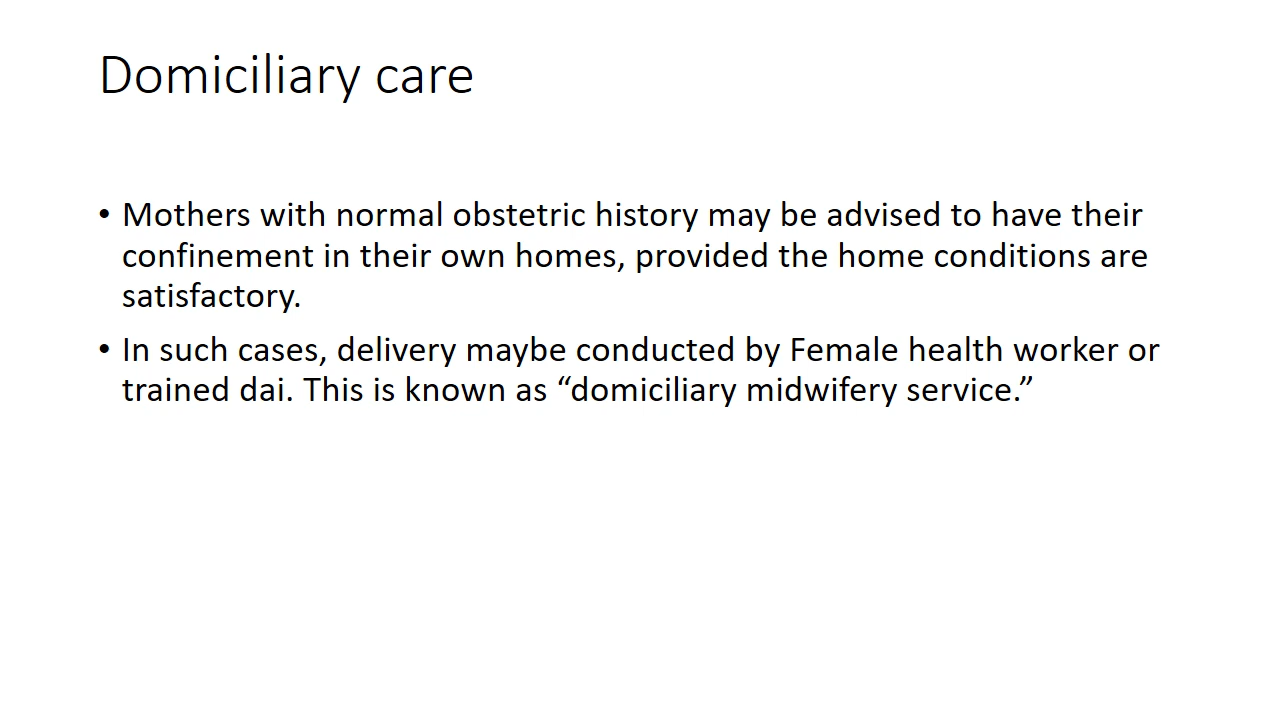 Domiciliary care
• Mothers with normal obstetric history may be advised to have their
confinement in their own homes, provided the home conditions are
satisfactory.
• In such cases, delivery maybe conducted by Female health worker or
trained dai. This is known as “domiciliary midwifery service.”